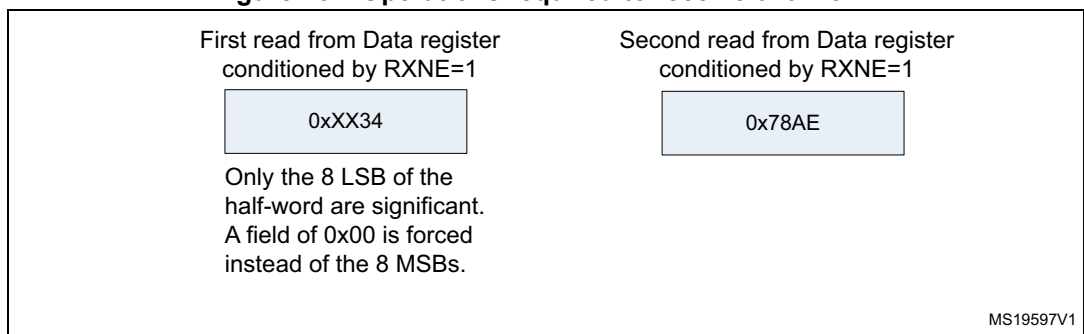 First read from Data register
conditioned by RXNE=1
0xXX34
Only the 8 LSB of the
half-word are significant.
A field of 0x00 is forced
instead of the 8 MSBs.
Second read from Data register
conditioned by RXNE=1
0x78AE
MS19597V1